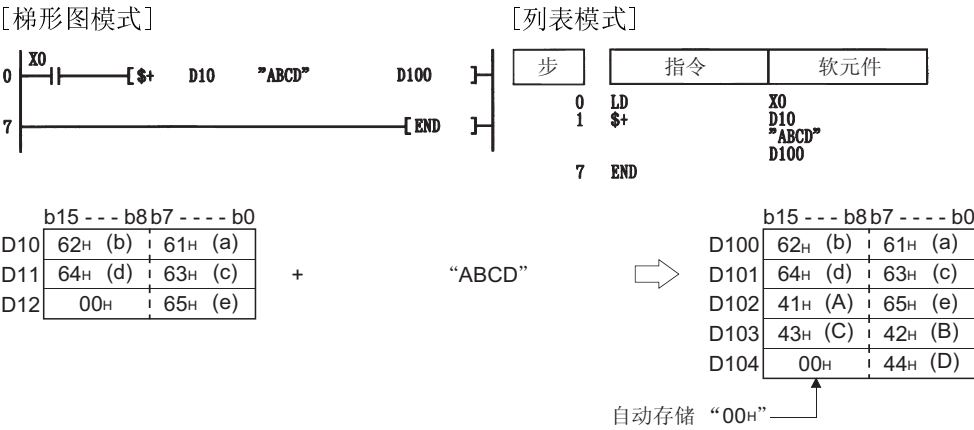 [梯形图模式]
0 X0 [$+ D10 ”ABCD” D100 ]
7 [END ]
[列表模式]
步 指令 软元件
0 LD X0
1 $+ D10
”ABCD”
D100
7 END
b15 - - - b8 b7 - - - - b0
D10 62H (b) 61H (a)
D11 64H (d) 63H (c)
D12 00H 65H (e)
+
“ABCD”
b15 - - - b8 b7 - - - - b0
D100 62H (b) 61H (a)
D101 64H (d) 63H (c)
D102 41H (A) 65H (e)
D103 43H (C) 42H (B)
D104 00H 44H (D)
自动存储 “00H”